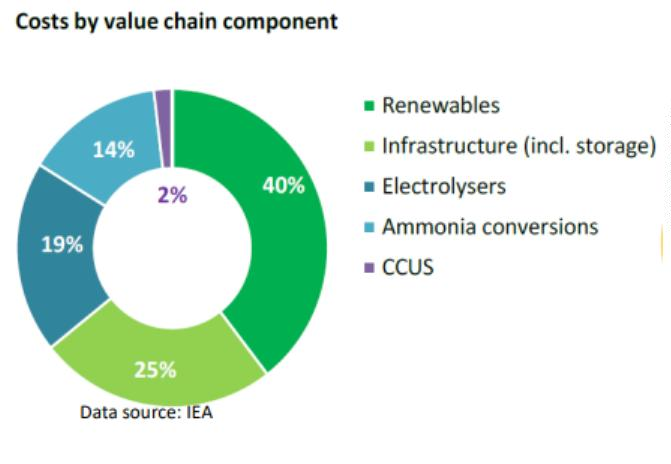 Costs by value chain component
Renewables
Infrastructure (incl. storage)
Electrolysers
Ammonia conversions
CCUS
40%
25%
19%
14%
2%
Data source: IEA